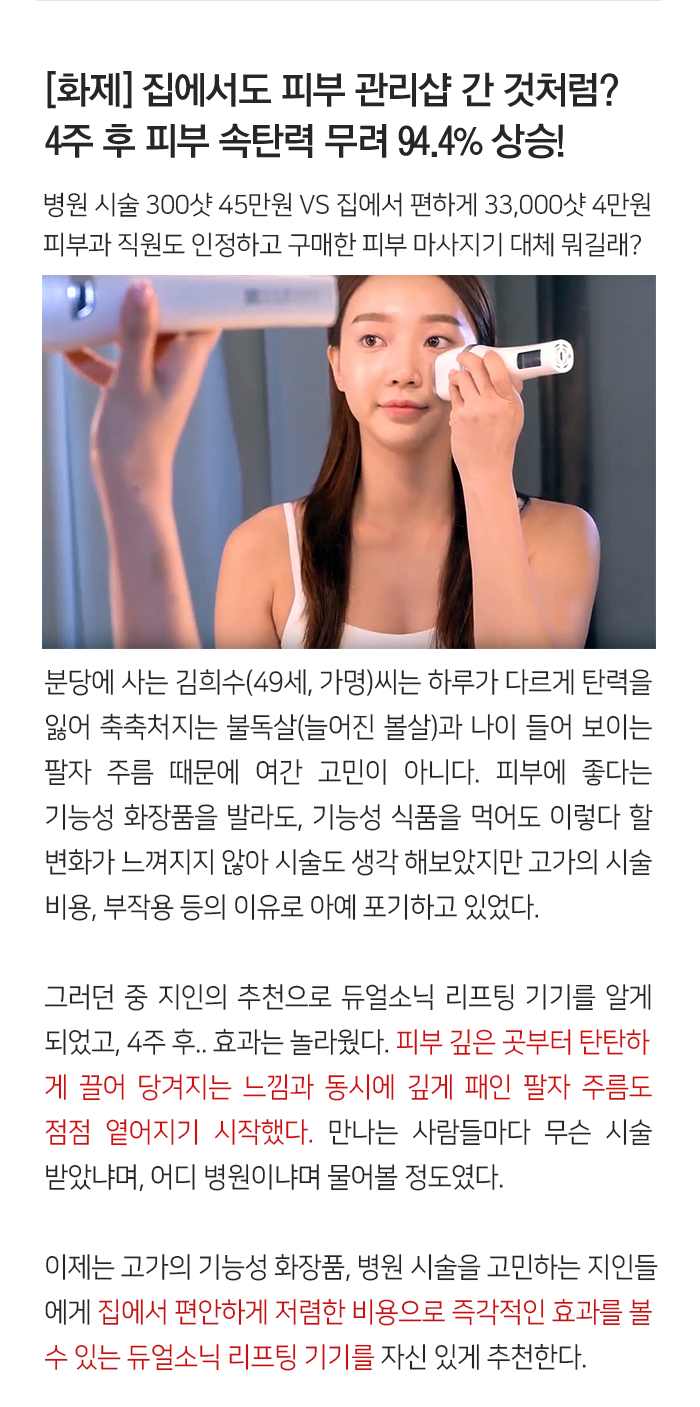 [화제] 집에서도 피부 관리샵 간 것처럼?
4주 후 피부 속탄력 무려 94.4% 상승!
병원 시술 300샷 45만원 VS 집에서 편하게 33,000샷 4만원
피부과 직원도 인정하고 구매한 피부 마사지기 대체 뭐길래?
분당에 사는 김희수(49세, 가명)씨는 하루가 다르게 탄력을
잃어 축축처지는 불독살(늘어진 볼살)과 나이 들어 보이는
팔자 주름 때문에 여간 고민이 아니다. 피부에 좋다는
기능성 화장품을 발라도, 기능성 식품을 먹어도 이렇다 할
변화가 느껴지지 않아 시술도 생각 해보았지만 고가의 시술
비용, 부작용 등의 이유로 아예 포기하고 있었다.
그러던 중 지인의 추천으로 듀얼소닉 리프팅 기기를 알게
되었고, 4주 후.. 효과는 놀라웠다. 피부 깊은 곳부터 탄탄하
게 끌어 당겨지는 느낌과 동시에 깊게 패인 팔자 주름도
점점 옅어지기 시작했다. 만나는 사람들마다 무슨 시술
받았냐며, 어디 병원이냐며 물어볼 정도였다.
이제는 고가의 기능성 화장품, 병원 시술을 고민하는 지인들
에게 집에서 편안하게 저렴한 비용으로 즉각적인 효과를 볼
수 있는 듀얼소닉 리프팅 기기를 자신 있게 추천한다.